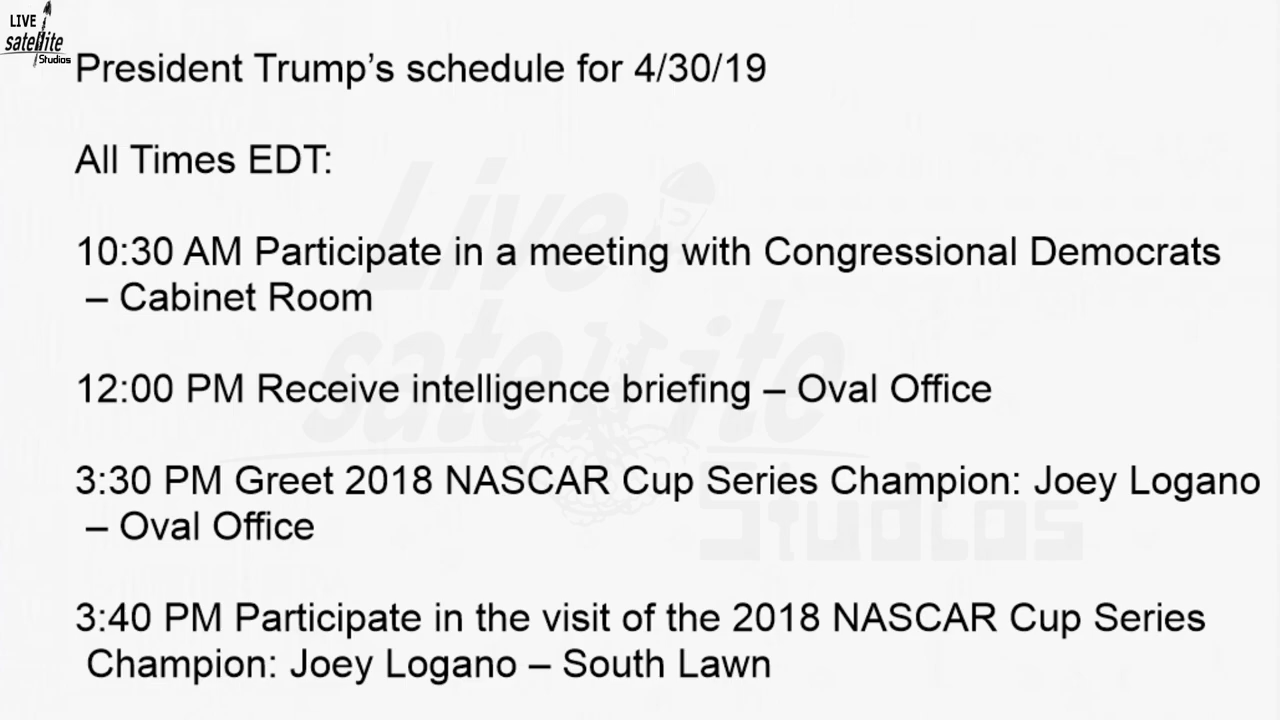 LIVE
satellite
Studios
President Trump’s schedule for 4/30/19
All Times EDT:
10:30 AM Participate in a meeting with Congressional Democrats
– Cabinet Room
12:00 PM Receive intelligence briefing – Oval Office
3:30 PM Greet 2018 NASCAR Cup Series Champion: Joey Logano
– Oval Office
3:40 PM Participate in the visit of the 2018 NASCAR Cup Series
Champion: Joey Logano – South Lawn
Live
satellite
Studios